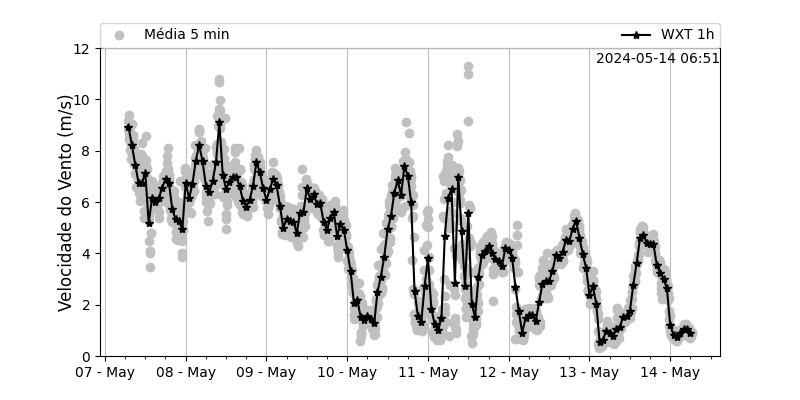 Média 5 min
WXT 1h
2024-05-14 06:51
Velocidade do Vento (m/s)
12
10
8
6
4
2
0
07 - May
08 - May
09 - May
10 - May
11 - May
12 - May
13 - May
14 - May